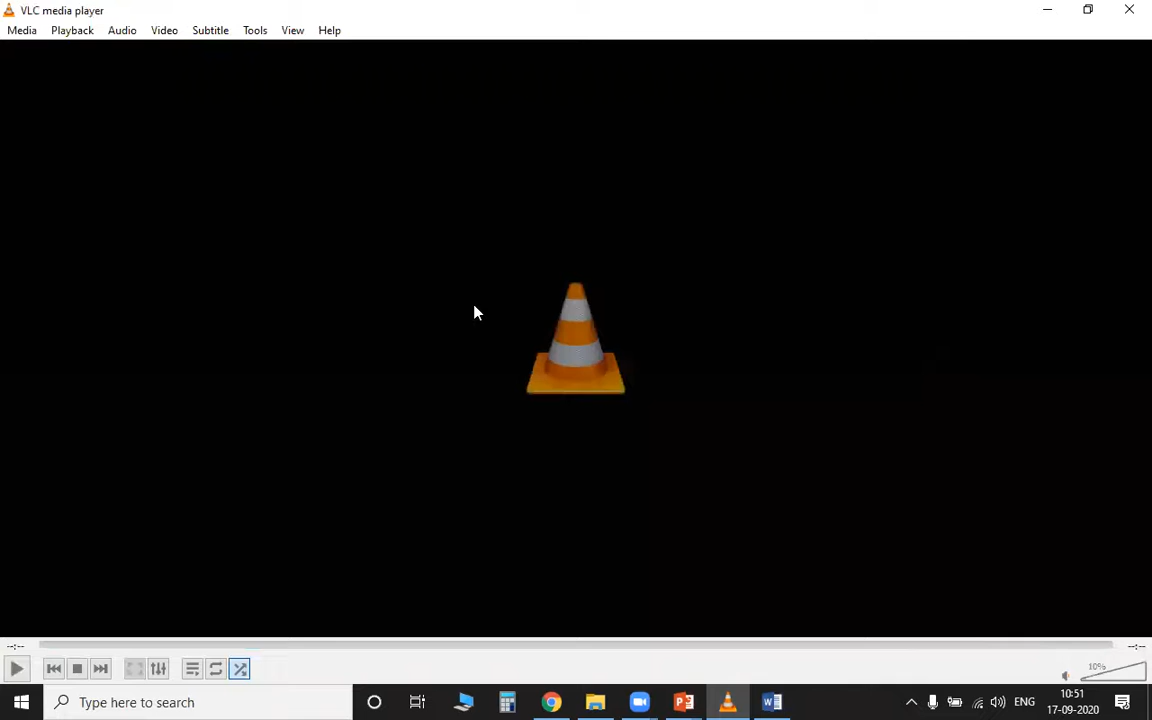 VLC media player
Media Playback Audio Video Subtitle Tools View Help
--:-- --:--
10%
Type here to search
ENG
10:51
17-09-2020